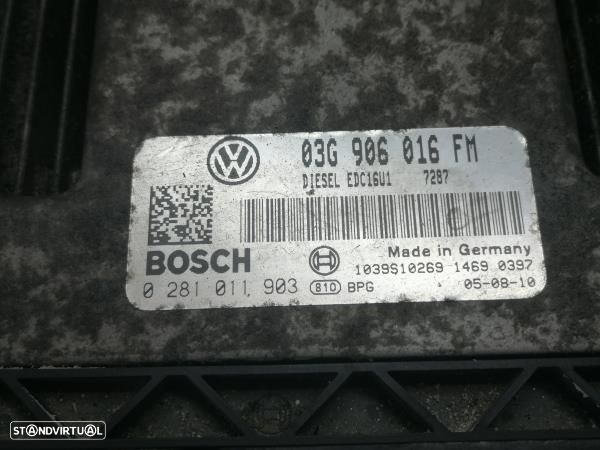 03G 906 016 FM
DIESEL EDC16U1 7287
Made in Germany
BOSCH
1039S10269 1469 0397
0 281 011 903 810 BPG 05-08-10
STANDVIRTUAL